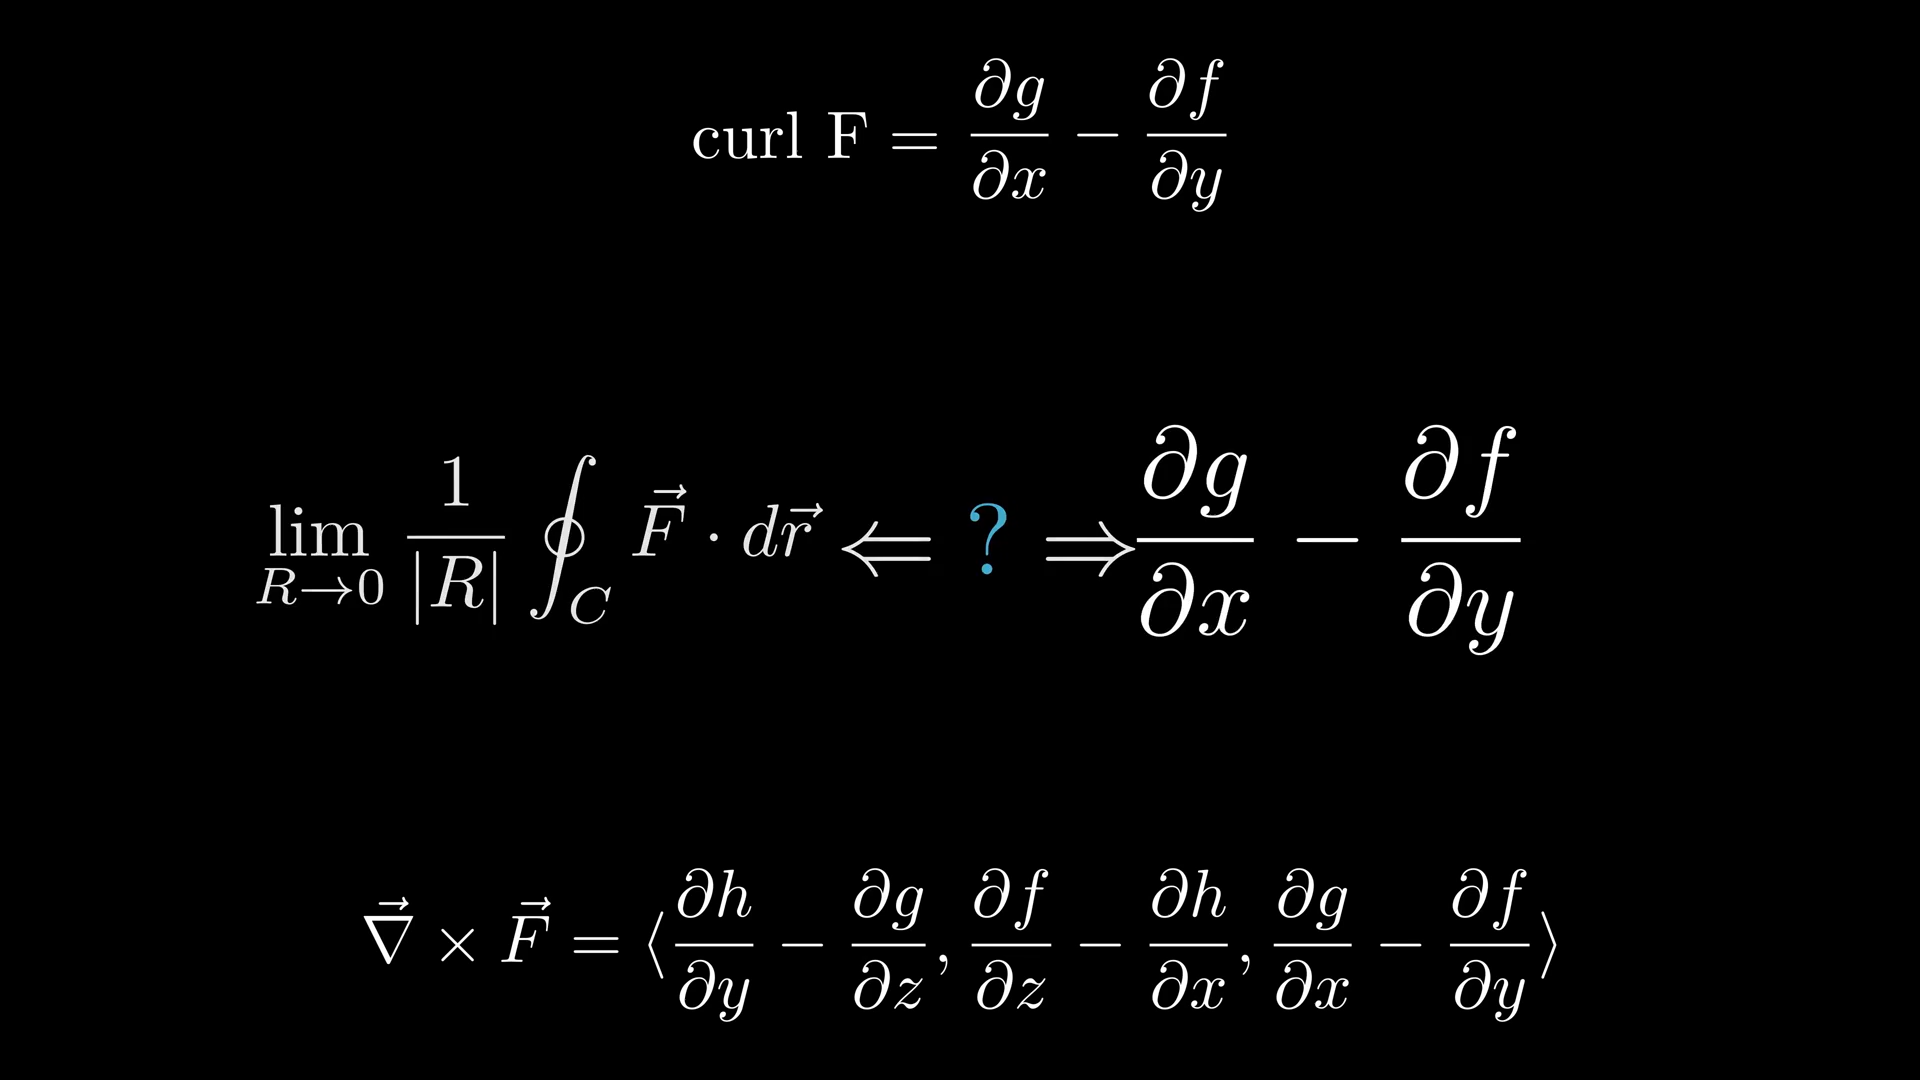 curl F = ∂g/∂x − ∂f/∂y
lim_{R→0} 1/|R| ∮_C F⃗ · dr⃗ ⟸ ? ⟹ ∂g/∂x − ∂f/∂y
∇⃗ × F⃗ = ⟨∂h/∂y − ∂g/∂z, ∂f/∂z − ∂h/∂x, ∂g/∂x − ∂f/∂y⟩